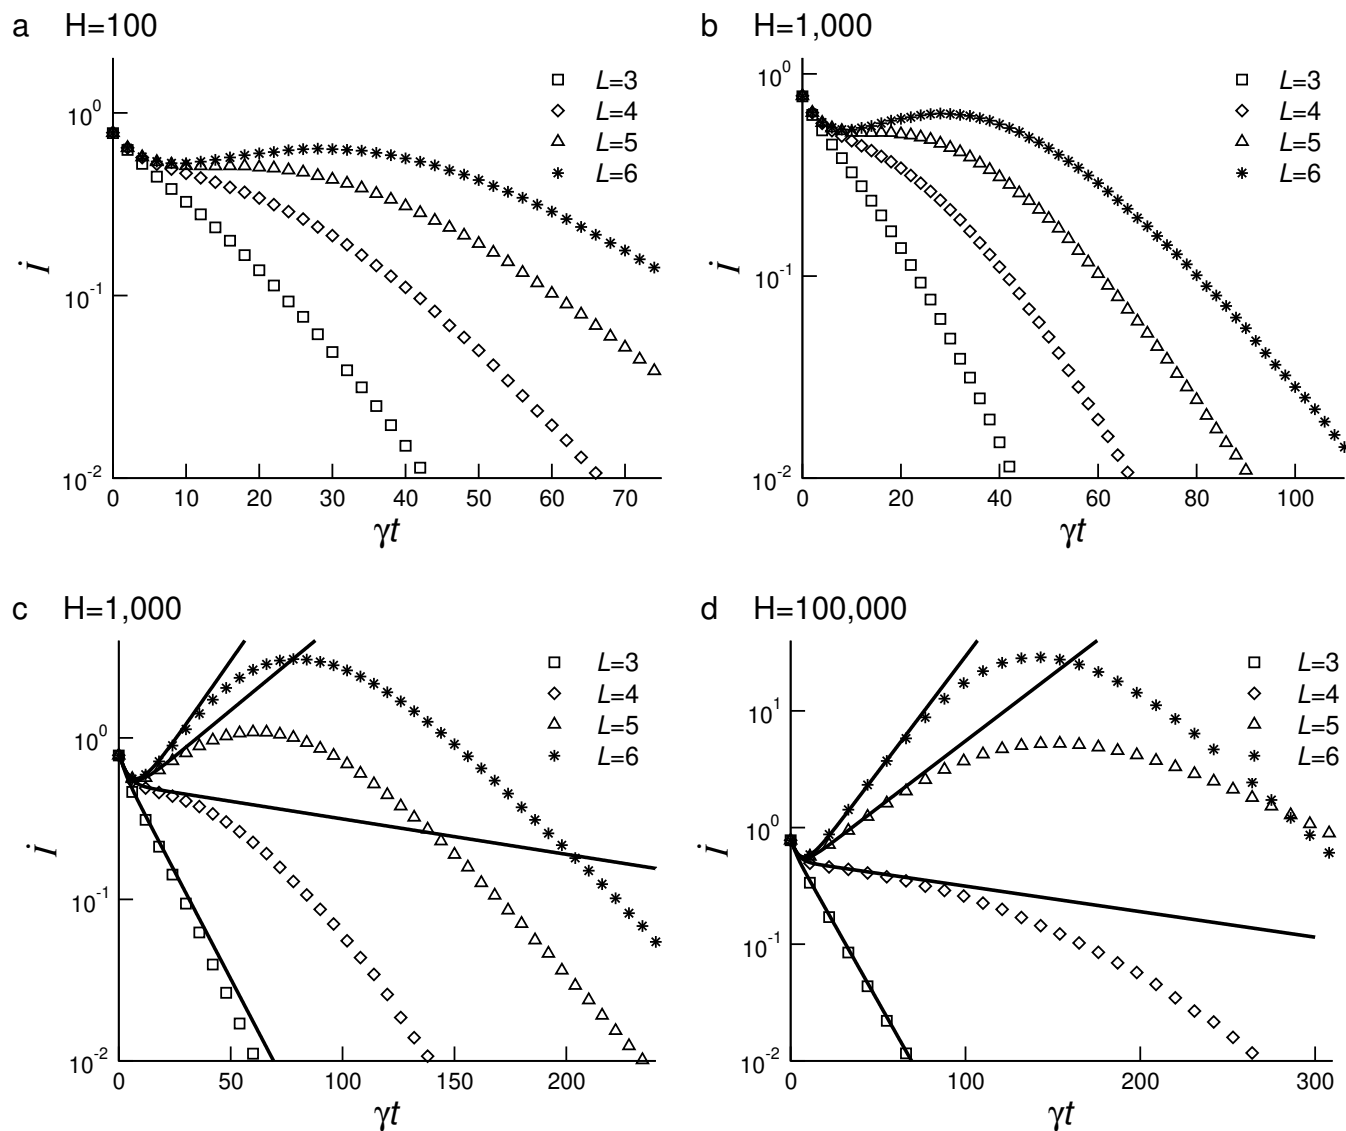 a H=100
L=3
L=4
L=5
L=6
10^0
10^-1
10^-2
i
0 10 20 30 40 50 60 70
γt
b H=1,000
L=3
L=4
L=5
L=6
10^0
10^-1
10^-2
i
0 20 40 60 80 100
γt
c H=1,000
L=3
L=4
L=5
L=6
10^0
10^-1
10^-2
i
0 50 100 150 200
γt
d H=100,000
L=3
L=4
L=5
L=6
10^1
10^0
10^-1
10^-2
i
0 100 200 300
γt